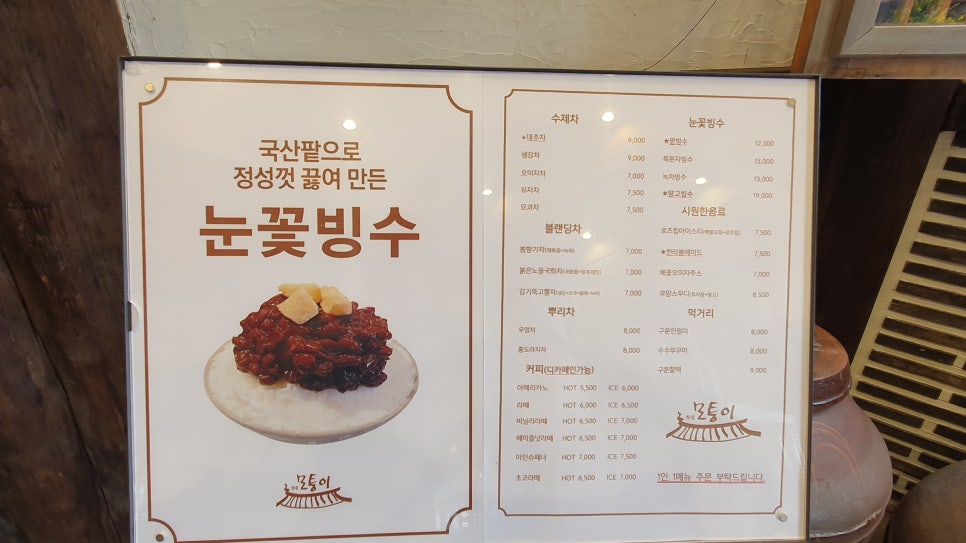 국산팥으로
정성껏 끓여 만든
눈꽃빙수
모퉁이
수제차
★대추차 9,000
생강차 9,000
오미자차 7,000
유자차 7,500
모과차 7,500
블랜딩차
봄향기차 7,000
붉은노을국화차 7,000
감기뚝고뿔차 7,000
뿌리차
우엉차 8,000
홍도라지차 8,000
커피(디카페인가능)
아메리카노 HOT 5,500 ICE 6,000
라떼 HOT 6,000 ICE 6,500
바닐라라떼 HOT 6,500 ICE 7,000
헤이즐넛라떼 HOT 6,500 ICE 7,000
아인슈페너 HOT 7,000 ICE 7,500
초코라떼 HOT 6,500 ICE 7,000
눈꽃빙수
★팥빙수 12,000
복분자빙수 13,000
녹차빙수 13,000
★망고빙수 19,000
시원한음료
로즈힙아이스티 7,500
★한라봉에이드 7,500
배꽃오미자주스 7,000
유망스무디 8,500
먹거리
구운인절미 8,000
수수부꾸미 8,000
구운찰떡 9,000
모퉁이
1인 1메뉴 주문 부탁드립니다.